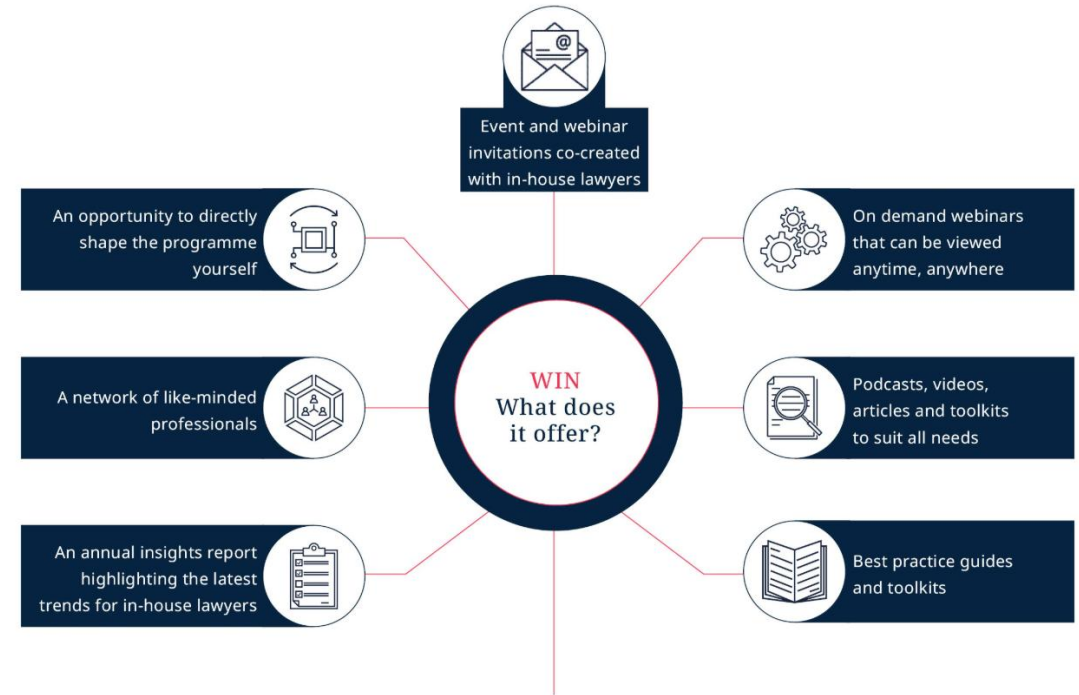 @
Event and webinar
invitations co-created
with in-house lawyers
An opportunity to directly
shape the programme
yourself
On demand webinars
that can be viewed
anytime, anywhere
WIN
What does
it offer?
A network of like-minded
professionals
Podcasts, videos,
articles and toolkits
to suit all needs
An annual insights report
highlighting the latest
trends for in-house lawyers
Best practice guides
and toolkits